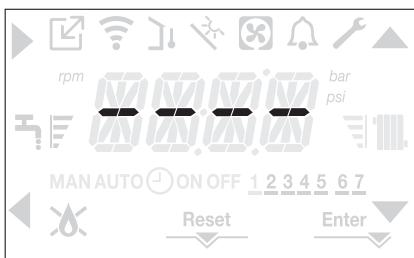 rpm
bar
psi
- - - -
MAN AUTO ON OFF 1 2 3 4 5 6 7
Reset
Enter